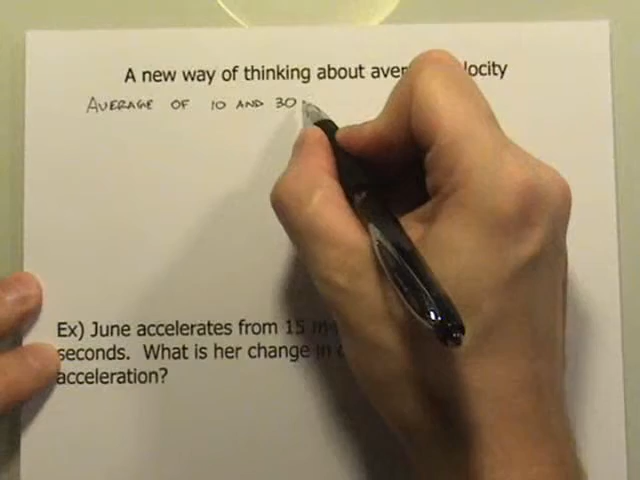 A new way of thinking about locity
AVERAGE OF 10 AND 30
Ex) June accelerates from 15
seconds. What is her change in
acceleration?